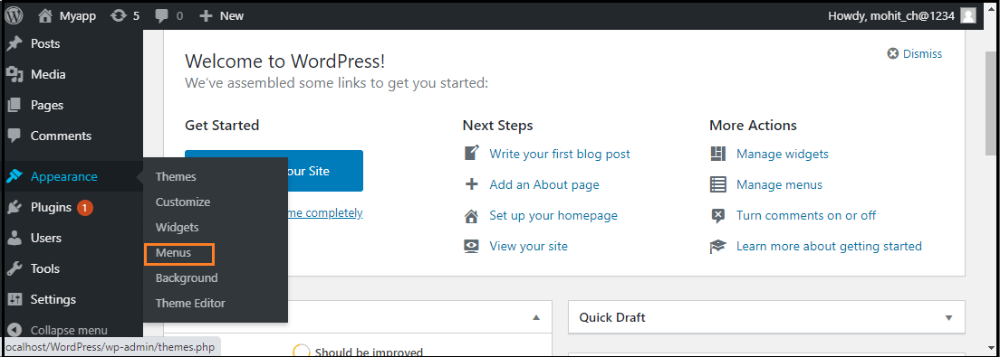 Myapp 5 0 New Howdy, mohit_ch@1234
Posts
Media
Pages
Comments
Appearance
Plugins 1
Users
Tools
Settings
Collapse menu
Themes
Customize
Widgets
Menus
Background
Theme Editor
Welcome to WordPress!
Dismiss
We've assembled some links to get you started:
Get Started
our Site
me completely
Next Steps
Write your first blog post
Add an About page
Set up your homepage
View your site
More Actions
Manage widgets
Manage menus
Turn comments on or off
Learn more about getting started
Quick Draft
Should be improved
ocalhost/WordPress/wp-admin/themes.php